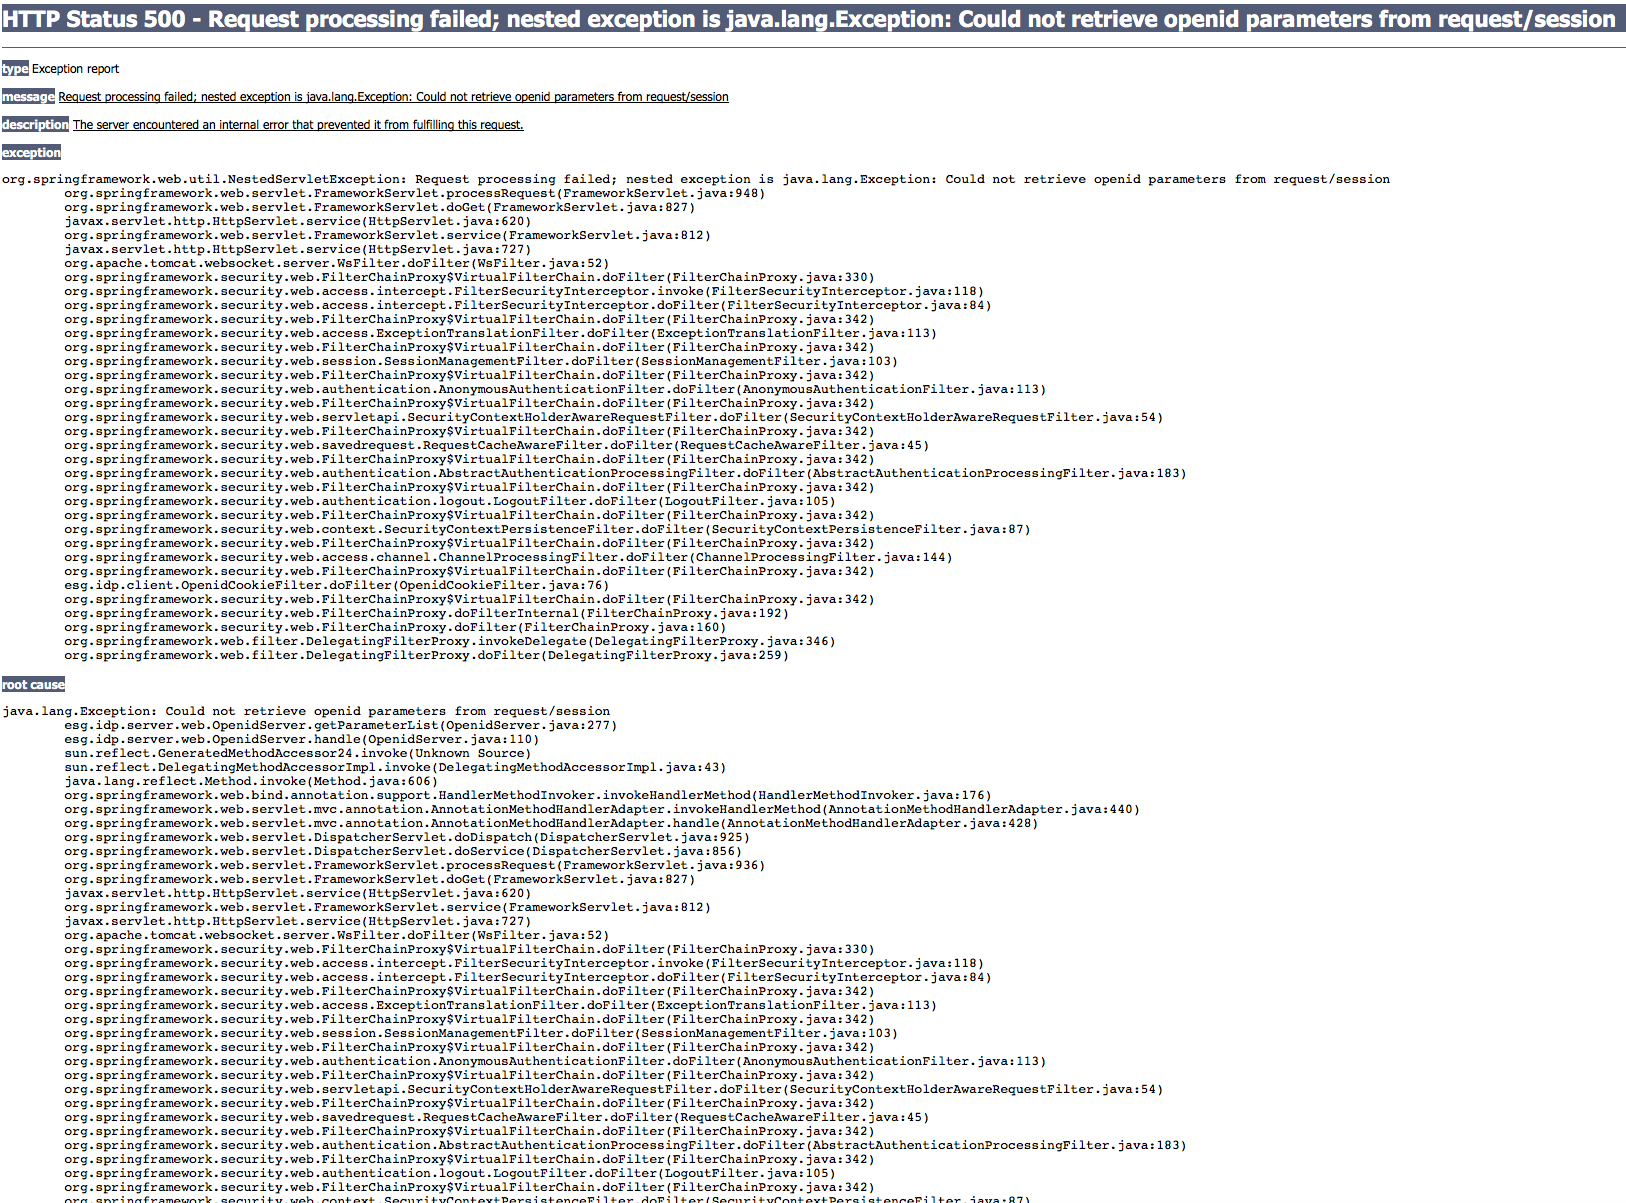 HTTP Status 500 - Request processing failed; nested exception is java.lang.Exception: Could not retrieve openid parameters from request/session
type Exception report
message Request processing failed; nested exception is java.lang.Exception: Could not retrieve openid parameters from request/session
description The server encountered an internal error that prevented it from fulfilling this request.
exception
org.springframework.web.util.NestedServletException: Request processing failed; nested exception is java.lang.Exception: Could not retrieve openid parameters from request/session
org.springframework.web.servlet.FrameworkServlet.processRequest(FrameworkServlet.java:948)
org.springframework.web.servlet.FrameworkServlet.doGet(FrameworkServlet.java:827)
javax.servlet.http.HttpServlet.service(HttpServlet.java:620)
org.springframework.web.servlet.FrameworkServlet.service(FrameworkServlet.java:812)
javax.servlet.http.HttpServlet.service(HttpServlet.java:727)
org.apache.tomcat.websocket.server.WsFilter.doFilter(WsFilter.java:52)
org.springframework.security.web.FilterChainProxy$VirtualFilterChain.doFilter(FilterChainProxy.java:330)
org.springframework.security.web.access.intercept.FilterSecurityInterceptor.invoke(FilterSecurityInterceptor.java:118)
org.springframework.security.web.access.intercept.FilterSecurityInterceptor.doFilter(FilterSecurityInterceptor.java:84)
org.springframework.security.web.FilterChainProxy$VirtualFilterChain.doFilter(FilterChainProxy.java:342)
org.springframework.security.web.access.ExceptionTranslationFilter.doFilter(ExceptionTranslationFilter.java:113)
org.springframework.security.web.FilterChainProxy$VirtualFilterChain.doFilter(FilterChainProxy.java:342)
org.springframework.security.web.session.SessionManagementFilter.doFilter(SessionManagementFilter.java:103)
org.springframework.security.web.FilterChainProxy$VirtualFilterChain.doFilter(FilterChainProxy.java:342)
org.springframework.security.web.authentication.AnonymousAuthenticationFilter.doFilter(AnonymousAuthenticationFilter.java:113)
org.springframework.security.web.FilterChainProxy$VirtualFilterChain.doFilter(FilterChainProxy.java:342)
org.springframework.security.web.servletapi.SecurityContextHolderAwareRequestFilter.doFilter(SecurityContextHolderAwareRequestFilter.java:54)
org.springframework.security.web.FilterChainProxy$VirtualFilterChain.doFilter(FilterChainProxy.java:342)
org.springframework.security.web.savedrequest.RequestCacheAwareFilter.doFilter(RequestCacheAwareFilter.java:45)
org.springframework.security.web.FilterChainProxy$VirtualFilterChain.doFilter(FilterChainProxy.java:342)
org.springframework.security.web.authentication.AbstractAuthenticationProcessingFilter.doFilter(AbstractAuthenticationProcessingFilter.java:183)
org.springframework.security.web.FilterChainProxy$VirtualFilterChain.doFilter(FilterChainProxy.java:342)
org.springframework.security.web.authentication.logout.LogoutFilter.doFilter(LogoutFilter.java:105)
org.springframework.security.web.FilterChainProxy$VirtualFilterChain.doFilter(FilterChainProxy.java:342)
org.springframework.security.web.context.SecurityContextPersistenceFilter.doFilter(SecurityContextPersistenceFilter.java:87)
org.springframework.security.web.FilterChainProxy$VirtualFilterChain.doFilter(FilterChainProxy.java:342)
org.springframework.security.web.access.channel.ChannelProcessingFilter.doFilter(ChannelProcessingFilter.java:144)
org.springframework.security.web.FilterChainProxy$VirtualFilterChain.doFilter(FilterChainProxy.java:342)
esg.idp.client.OpenidCookieFilter.doFilter(OpenidCookieFilter.java:76)
org.springframework.security.web.FilterChainProxy$VirtualFilterChain.doFilter(FilterChainProxy.java:342)
org.springframework.security.web.FilterChainProxy.doFilterInternal(FilterChainProxy.java:192)
org.springframework.security.web.FilterChainProxy.doFilter(FilterChainProxy.java:160)
org.springframework.web.filter.DelegatingFilterProxy.invokeDelegate(DelegatingFilterProxy.java:346)
org.springframework.web.filter.DelegatingFilterProxy.doFilter(DelegatingFilterProxy.java:259)
root cause
java.lang.Exception: Could not retrieve openid parameters from request/session
esg.idp.server.web.OpenidServer.getParameterList(OpenidServer.java:277)
esg.idp.server.web.OpenidServer.handle(OpenidServer.java:110)
sun.reflect.GeneratedMethodAccessor24.invoke(Unknown Source)
sun.reflect.DelegatingMethodAccessorImpl.invoke(DelegatingMethodAccessorImpl.java:43)
java.lang.reflect.Method.invoke(Method.java:606)
org.springframework.web.bind.annotation.support.HandlerMethodInvoker.invokeHandlerMethod(HandlerMethodInvoker.java:176)
org.springframework.web.servlet.mvc.annotation.AnnotationMethodHandlerAdapter.invokeHandlerMethod(AnnotationMethodHandlerAdapter.java:440)
org.springframework.web.servlet.mvc.annotation.AnnotationMethodHandlerAdapter.handle(AnnotationMethodHandlerAdapter.java:428)
org.springframework.web.servlet.DispatcherServlet.doDispatch(DispatcherServlet.java:925)
org.springframework.web.servlet.DispatcherServlet.doService(DispatcherServlet.java:856)
org.springframework.web.servlet.FrameworkServlet.processRequest(FrameworkServlet.java:936)
org.springframework.web.servlet.FrameworkServlet.doGet(FrameworkServlet.java:827)
javax.servlet.http.HttpServlet.service(HttpServlet.java:620)
org.springframework.web.servlet.FrameworkServlet.service(FrameworkServlet.java:812)
javax.servlet.http.HttpServlet.service(HttpServlet.java:727)
org.apache.tomcat.websocket.server.WsFilter.doFilter(WsFilter.java:52)
org.springframework.security.web.FilterChainProxy$VirtualFilterChain.doFilter(FilterChainProxy.java:330)
org.springframework.security.web.access.intercept.FilterSecurityInterceptor.invoke(FilterSecurityInterceptor.java:118)
org.springframework.security.web.access.intercept.FilterSecurityInterceptor.doFilter(FilterSecurityInterceptor.java:84)
org.springframework.security.web.FilterChainProxy$VirtualFilterChain.doFilter(FilterChainProxy.java:342)
org.springframework.security.web.access.ExceptionTranslationFilter.doFilter(ExceptionTranslationFilter.java:113)
org.springframework.security.web.FilterChainProxy$VirtualFilterChain.doFilter(FilterChainProxy.java:342)
org.springframework.security.web.session.SessionManagementFilter.doFilter(SessionManagementFilter.java:103)
org.springframework.security.web.FilterChainProxy$VirtualFilterChain.doFilter(FilterChainProxy.java:342)
org.springframework.security.web.authentication.AnonymousAuthenticationFilter.doFilter(AnonymousAuthenticationFilter.java:113)
org.springframework.security.web.FilterChainProxy$VirtualFilterChain.doFilter(FilterChainProxy.java:342)
org.springframework.security.web.servletapi.SecurityContextHolderAwareRequestFilter.doFilter(SecurityContextHolderAwareRequestFilter.java:54)
org.springframework.security.web.FilterChainProxy$VirtualFilterChain.doFilter(FilterChainProxy.java:342)
org.springframework.security.web.savedrequest.RequestCacheAwareFilter.doFilter(RequestCacheAwareFilter.java:45)
org.springframework.security.web.FilterChainProxy$VirtualFilterChain.doFilter(FilterChainProxy.java:342)
org.springframework.security.web.authentication.AbstractAuthenticationProcessingFilter.doFilter(AbstractAuthenticationProcessingFilter.java:183)
org.springframework.security.web.FilterChainProxy$VirtualFilterChain.doFilter(FilterChainProxy.java:342)
org.springframework.security.web.authentication.logout.LogoutFilter.doFilter(LogoutFilter.java:105)
org.springframework.security.web.FilterChainProxy$VirtualFilterChain.doFilter(FilterChainProxy.java:342)
org.springframework.security.web.context.SecurityContextPersistenceFilter.doFilter(SecurityContextPersistenceFilter.java:87)